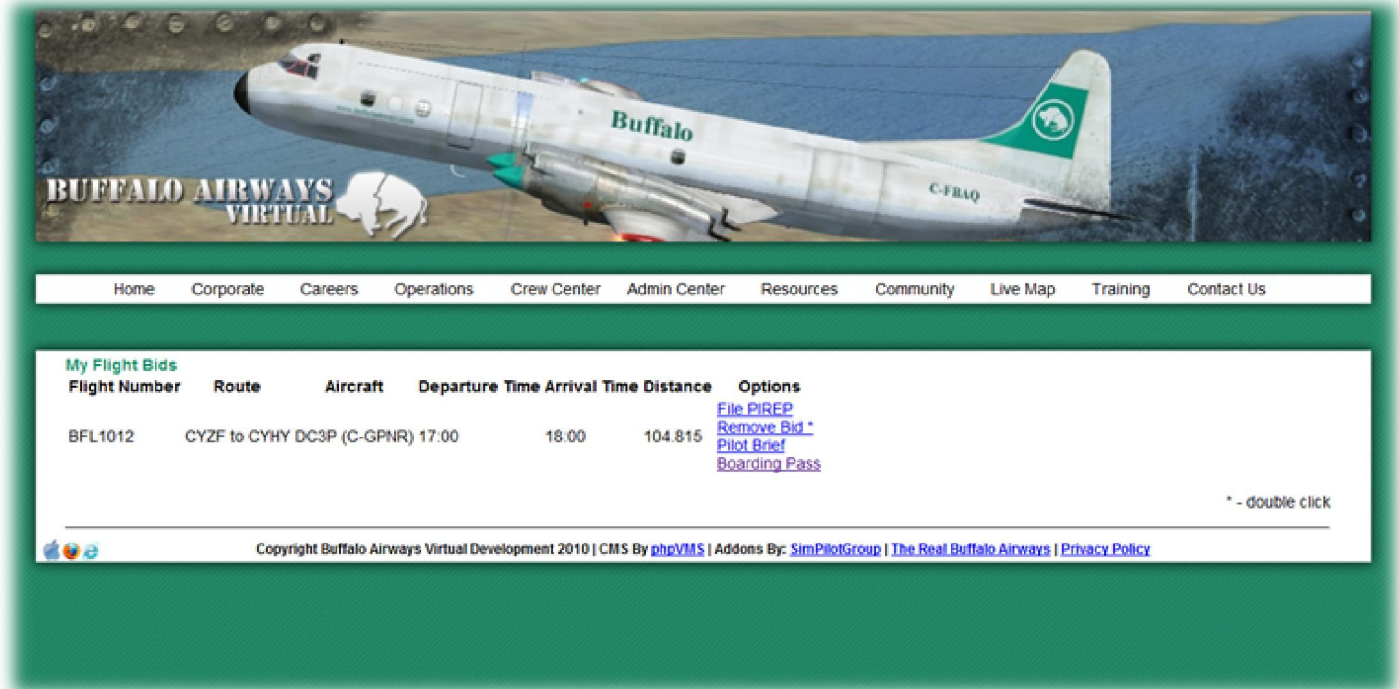 Buffalo
C-FBAQ
BUFFALO AIRWAYS
VIRTUAL
Home Corporate Careers Operations Crew Center Admin Center Resources Community Live Map Training Contact Us
My Flight Bids
Flight Number Route Aircraft Departure Time Arrival Time Distance Options
BFL1012 CYZF to CYHY DC3P (C-GPNR) 17:00 18:00 104.815
File PIREP
Remove Bid *
Pilot Brief
Boarding Pass
* - double click
Copyright Buffalo Airways Virtual Development 2010 | CMS By phpVMS | Addons By: SimPilotGroup | The Real Buffalo Airways | Privacy Policy